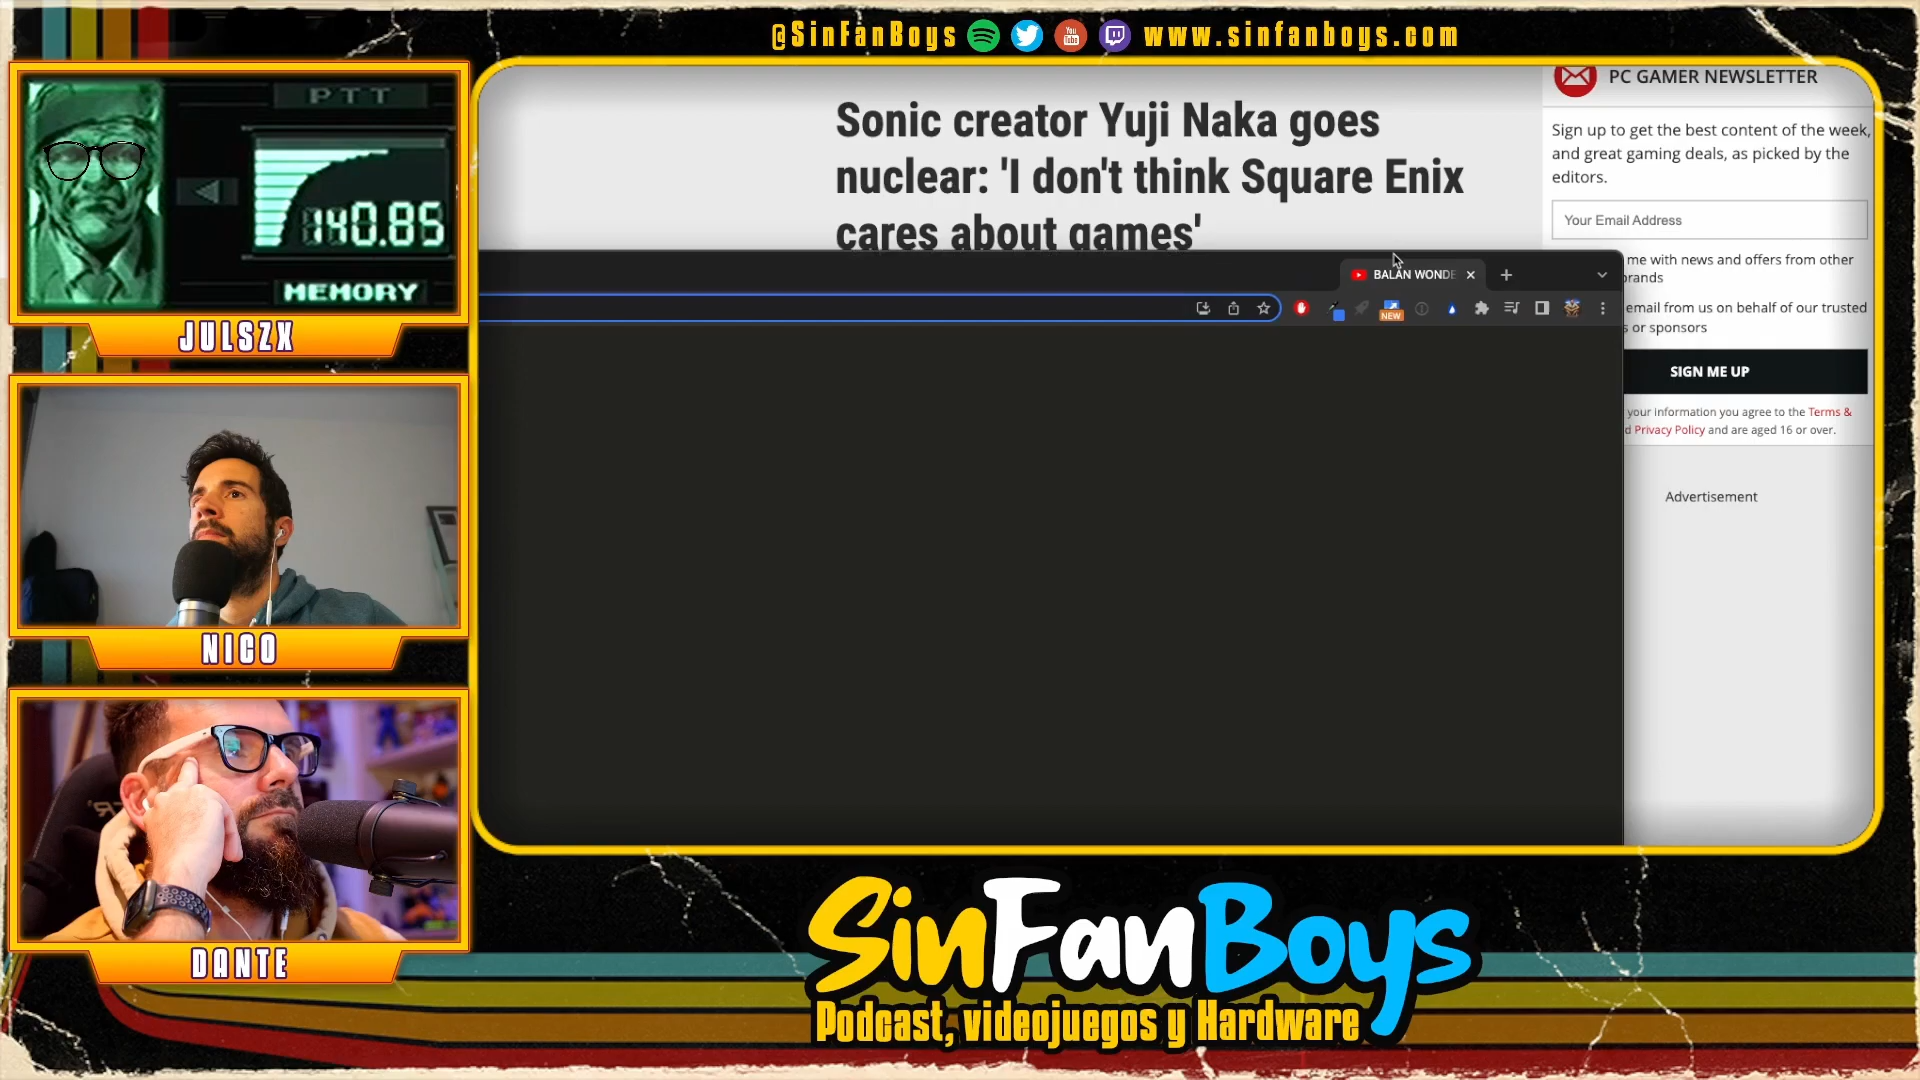 @SinFanBoys
www.sinfanboys.com
PTT
140.85
MEMORY
JULSZX
NICO
DANTE
Sonic creator Yuji Naka goes
nuclear: 'I don't think Square Enix
cares about games'
PC GAMER NEWSLETTER
Sign up to get the best content of the week,
and great gaming deals, as picked by the
editors.
Your Email Address
me with news and offers from other
brands
email from us on behalf of our trusted
or sponsors
SIGN ME UP
your information you agree to the Terms &
Privacy Policy and are aged 16 or over.
Advertisement
BALAN WONDE
NEW
SinFanBoys
Podcast, videojuegos y Hardware